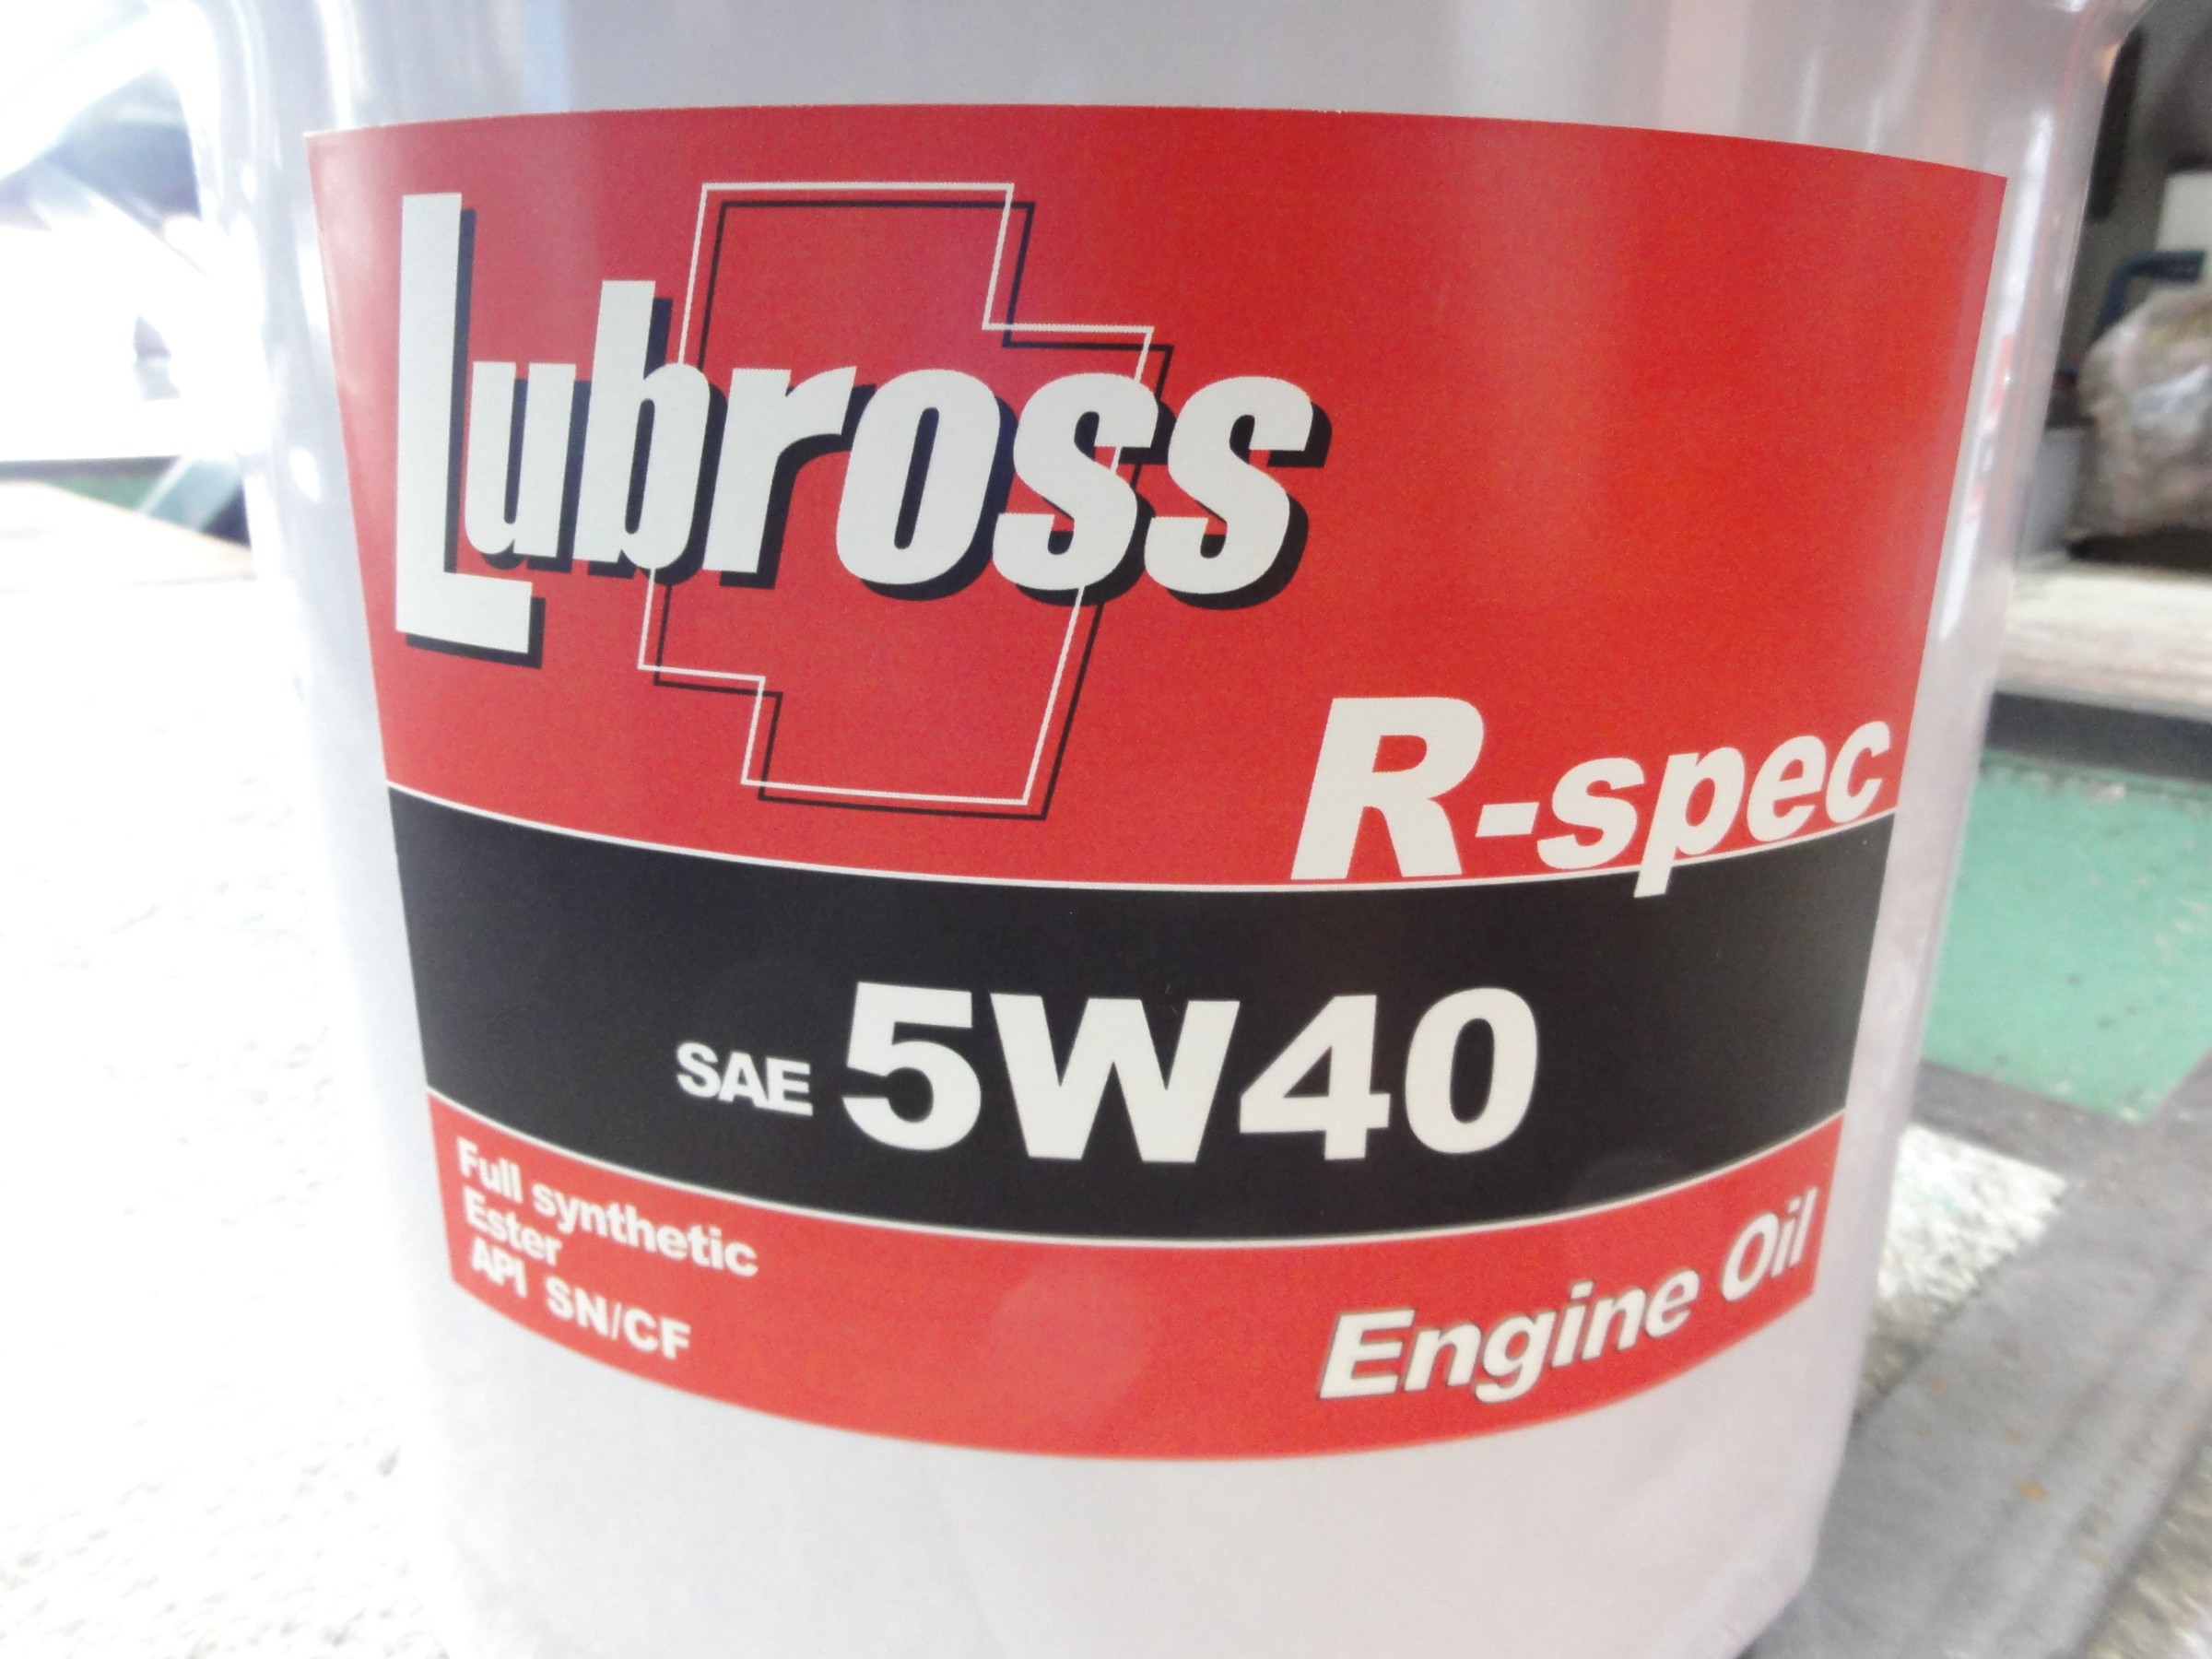 Lubross
R-spec
SAE 5W40
Full synthetic
Ester
API SN/CF
Engine Oil